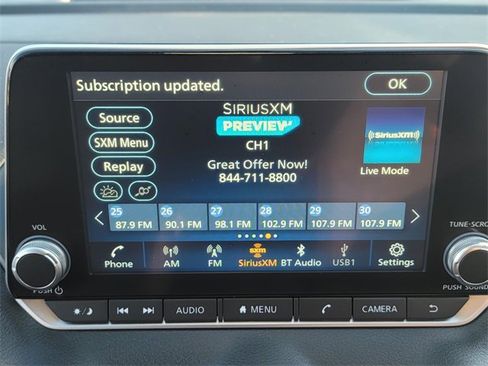 Subscription updated.
OK
Source
SIRIUSXM
PREVIEW
((SiriusXM))
SXM Menu
CH1
Replay
Great Offer Now!
844-711-8800
Live Mode
25 26 27 28 29 30
87.9 FM 90.1 FM 98.1 FM 102.9 FM 107.9 FM 107.9 FM
VOL
TUNE·SCROLL
sxm
Phone AM FM SiriusXM BT Audio USB1 Settings
PUSH
PUSH SOUND
AUDIO MENU CAMERA